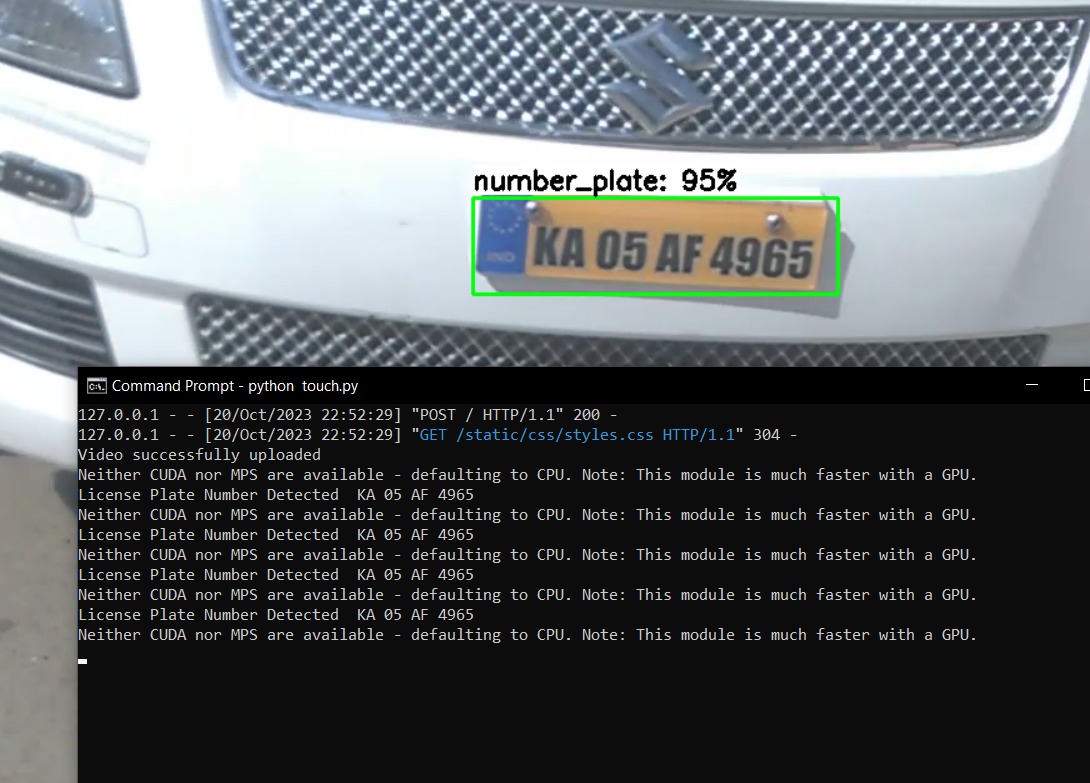 number_plate: 95%
IND
KA 05 AF 4965
Command Prompt - python  touch.py
127.0.0.1 - - [20/Oct/2023 22:52:29] "POST / HTTP/1.1" 200 -
127.0.0.1 - - [20/Oct/2023 22:52:29] "GET /static/css/styles.css HTTP/1.1" 304 -
Video successfully uploaded
Neither CUDA nor MPS are available - defaulting to CPU. Note: This module is much faster with a GPU.
License Plate Number Detected  KA 05 AF 4965
Neither CUDA nor MPS are available - defaulting to CPU. Note: This module is much faster with a GPU.
License Plate Number Detected  KA 05 AF 4965
Neither CUDA nor MPS are available - defaulting to CPU. Note: This module is much faster with a GPU.
License Plate Number Detected  KA 05 AF 4965
Neither CUDA nor MPS are available - defaulting to CPU. Note: This module is much faster with a GPU.
License Plate Number Detected  KA 05 AF 4965
Neither CUDA nor MPS are available - defaulting to CPU. Note: This module is much faster with a GPU.